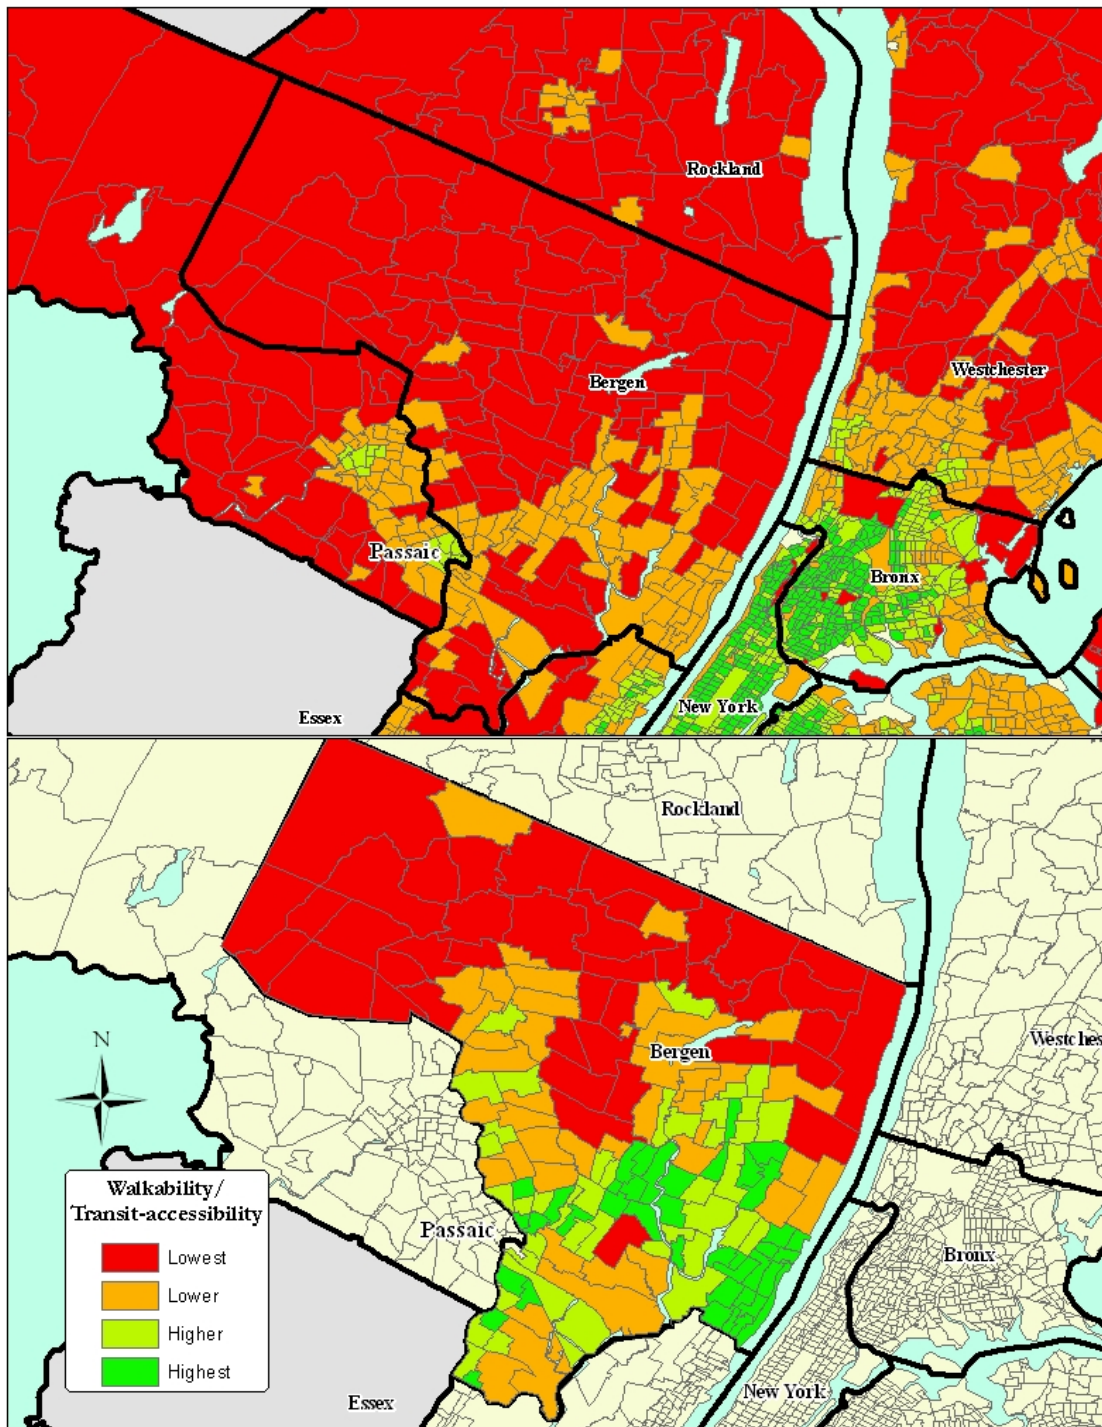 Rockland
Bergen
Westchester
Passaic
Bronx
New York
Essex
Rockland
Westches
Bergen
N
Walkability/
Transit-accessibility
Lowest
Lower
Higher
Highest
Passaic
Bronx
New York
Essex